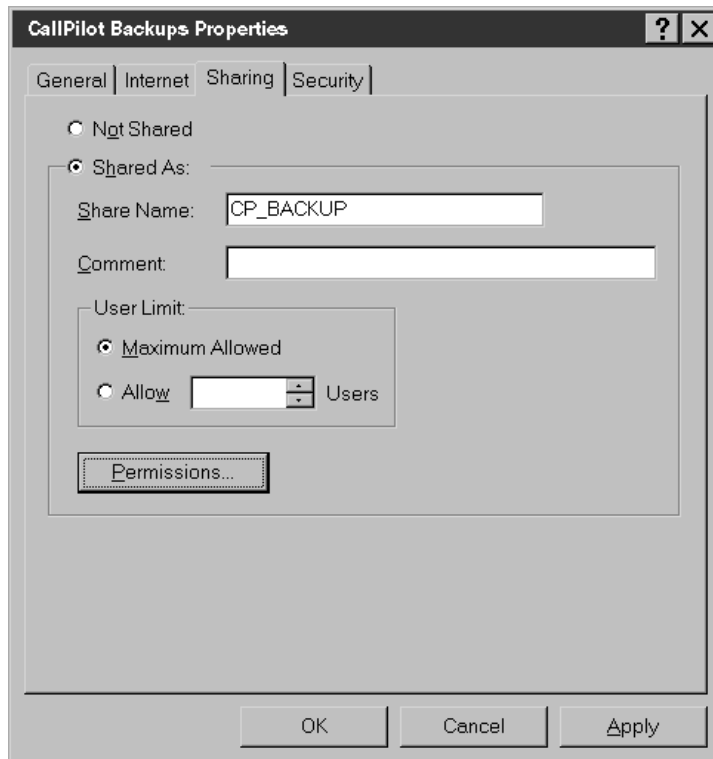 CallPilot Backups Properties
General Internet Sharing Security
Not Shared
Shared As:
Share Name: CP_BACKUP
Comment:
User Limit:
Maximum Allowed
Allow Users
Permissions...
OK Cancel Apply